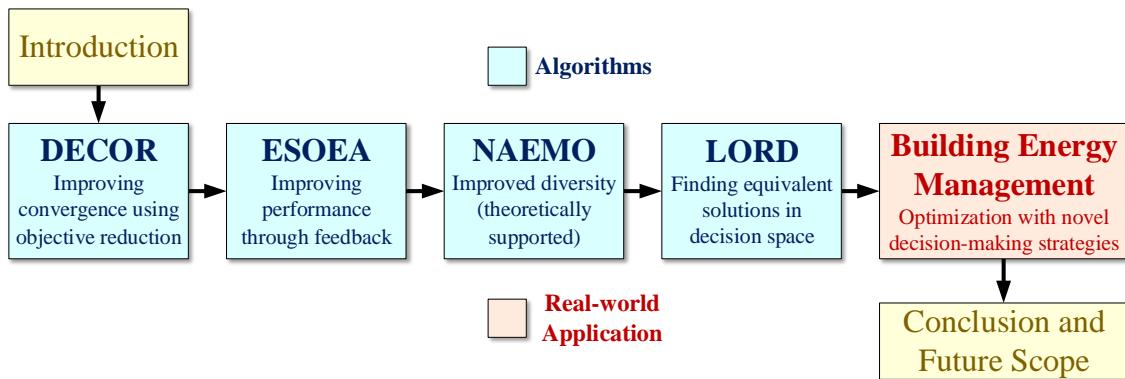 Introduction
Algorithms
DECOR
Improving
convergence using
objective reduction
ESOEA
Improving
performance
through feedback
NAEMO
Improved diversity
(theoretically
supported)
LORD
Finding equivalent
solutions in
decision space
Building Energy
Management
Optimization with novel
decision-making strategies
Real-world
Application
Conclusion and
Future Scope